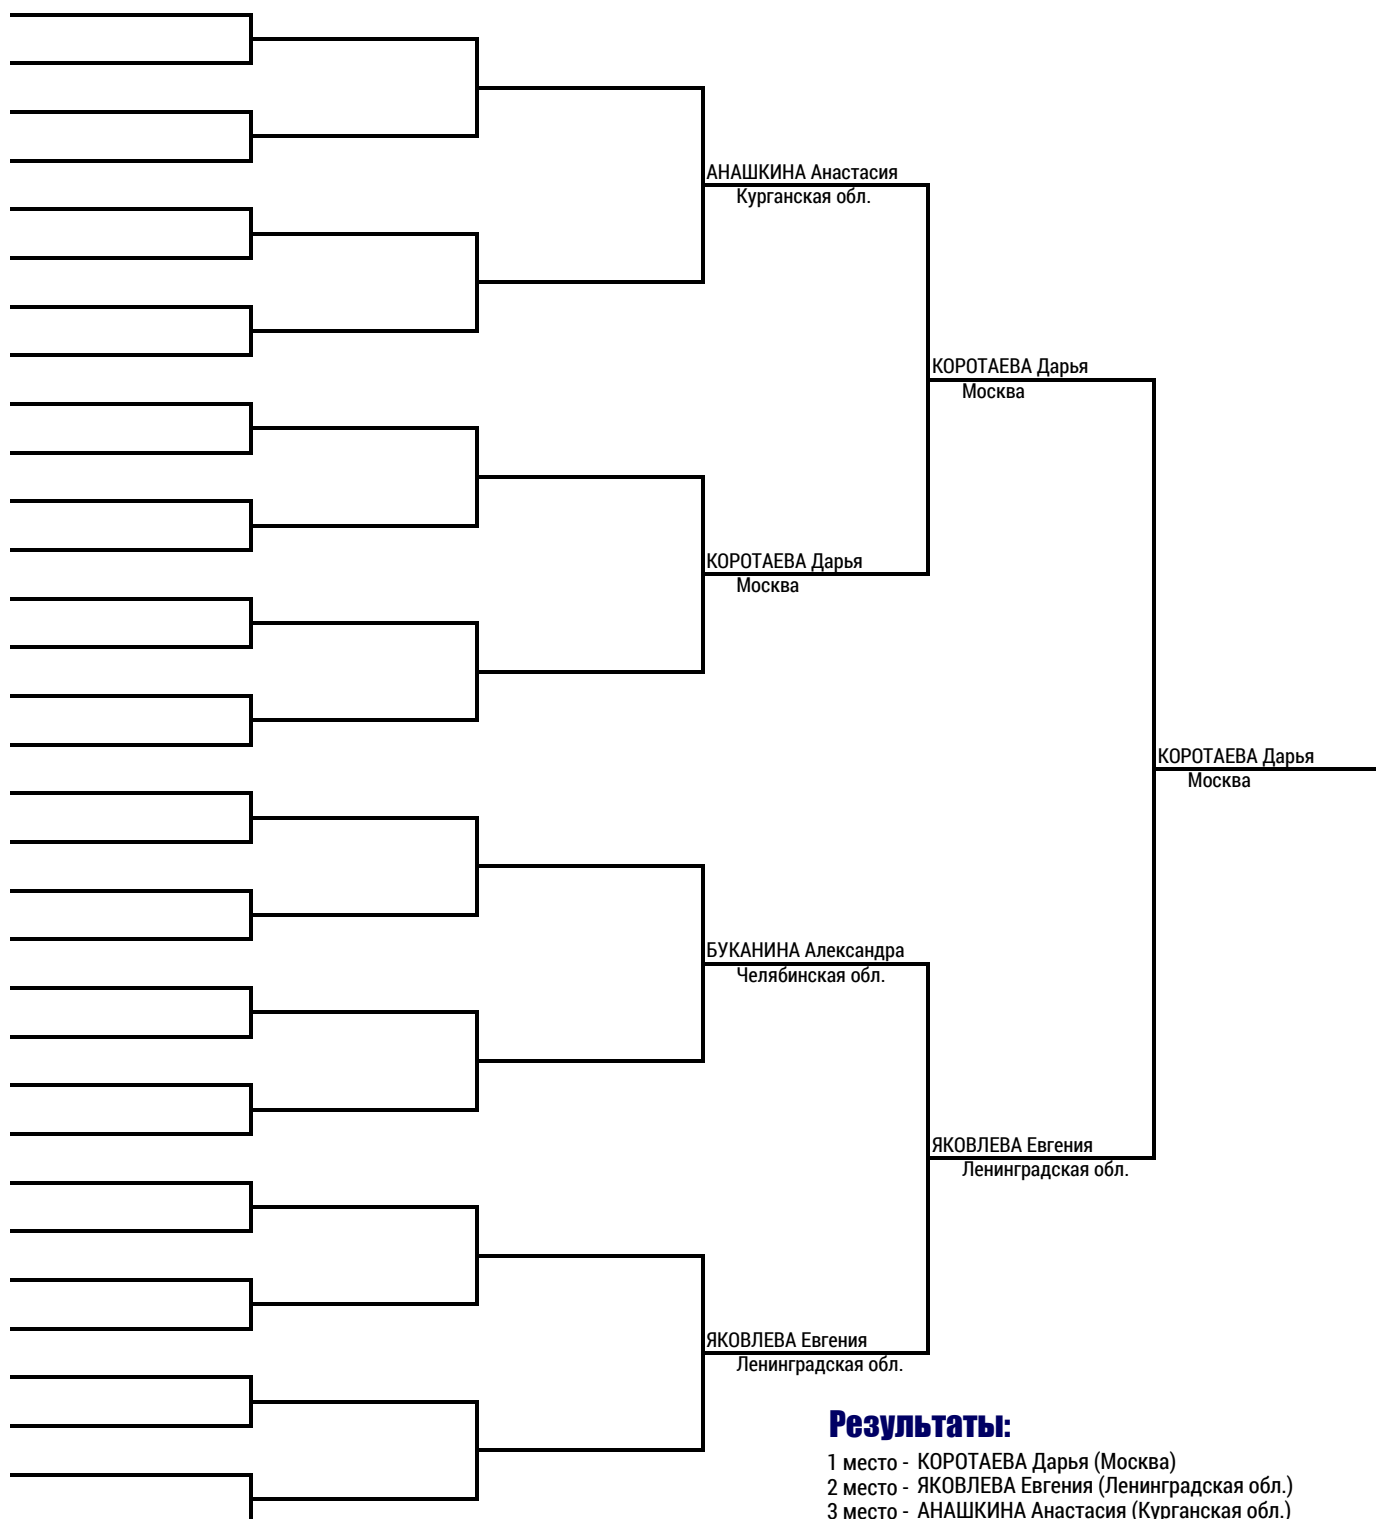 АНАШКИНА Анастасия
Курганская обл.
КОРОТАЕВА Дарья
Москва
КОРОТАЕВА Дарья
Москва
КОРОТАЕВА Дарья
Москва
БУКАНИНА Александра
Челябинская обл.
ЯКОВЛЕВА Евгения
Ленинградская обл.
ЯКОВЛЕВА Евгения
Ленинградская обл.
Результаты:
1 место - КОРОТАЕВА Дарья (Москва)
2 место - ЯКОВЛЕВА Евгения (Ленинградская обл.)
3 место - АНАШКИНА Анастасия (Курганская обл.)